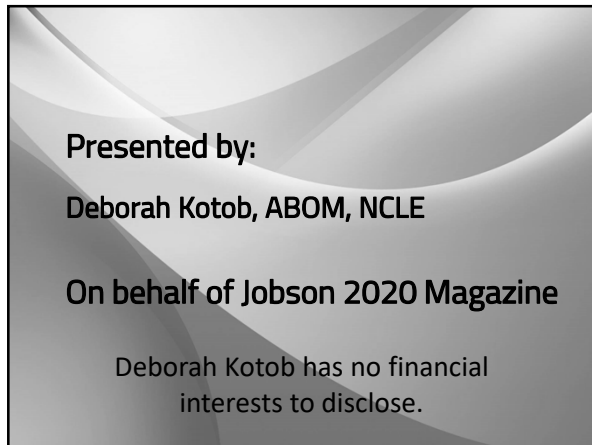 Presented by:
Deborah Kotob, ABOM, NCLE
On behalf of Jobson 2020 Magazine
Deborah Kotob has no financial
interests to disclose.